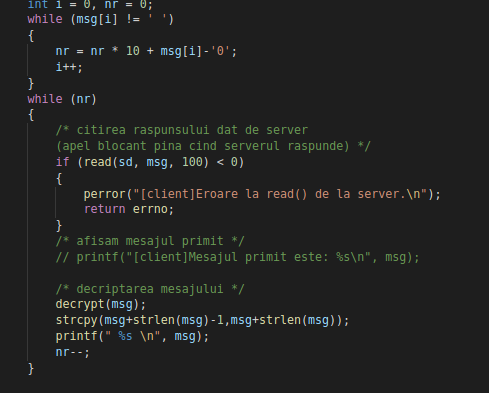 int i = 0, nr = 0;
while (msg[i] != ' ')
{
nr = nr * 10 + msg[i]-'0';
i++;
}
while (nr)
{
/* citirea raspunsului dat de server
(apel blocant pina cind serverul raspunde) */
if (read(sd, msg, 100) < 0)
{
perror("[client]Eroare la read() de la server.\n");
return errno;
}
/* afisam mesajul primit */
// printf("[client]Mesajul primit este: %s\n", msg);
/* decriptarea mesajului */
decrypt(msg);
strcpy(msg+strlen(msg)-1,msg+strlen(msg));
printf(" %s \n", msg);
nr--;
}